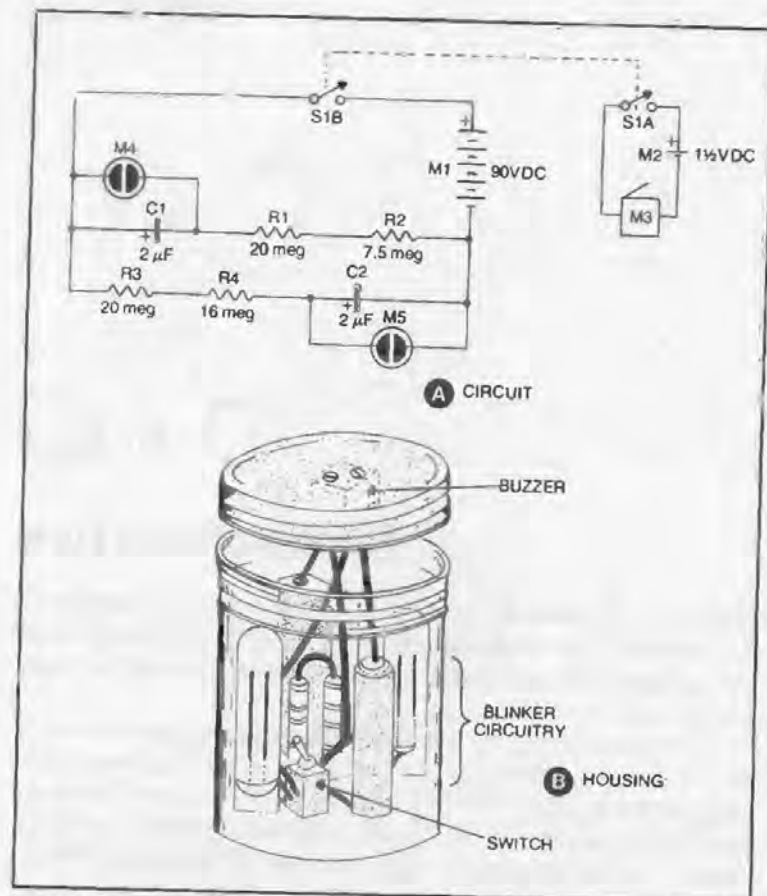 S1B
S1A
M4
+
M1
90VDC
+
M2
1½VDC
C1
R1
R2
M3
+
2 µF
20 meg
7.5 meg
R3
R4
C2
20 meg
16 meg
+
2 µF
M5
A CIRCUIT
BUZZER
BLINKER
CIRCUITRY
B HOUSING
SWITCH